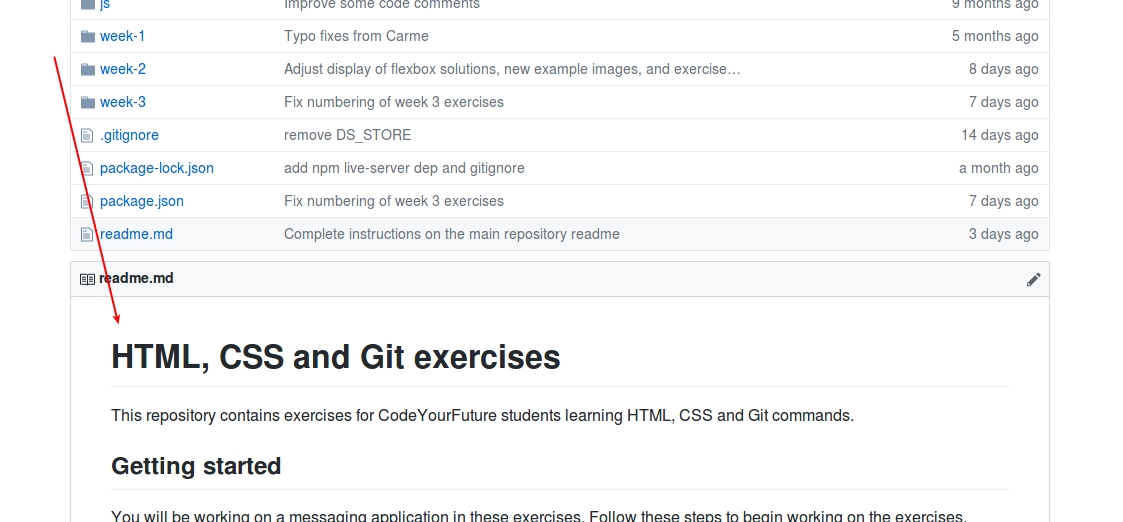 js Improve some code comments 9 months ago
week-1 Typo fixes from Carme 5 months ago
week-2 Adjust display of flexbox solutions, new example images, and exercise… 8 days ago
week-3 Fix numbering of week 3 exercises 7 days ago
.gitignore remove DS_STORE 14 days ago
package-lock.json add npm live-server dep and gitignore a month ago
package.json Fix numbering of week 3 exercises 7 days ago
readme.md Complete instructions on the main repository readme 3 days ago
readme.md
HTML, CSS and Git exercises
This repository contains exercises for CodeYourFuture students learning HTML, CSS and Git commands.
Getting started
You will be working on a messaging application in these exercises. Follow these steps to begin working on the exercises.